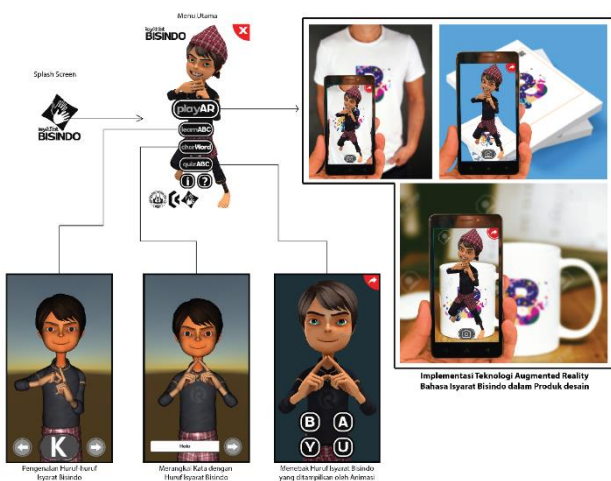 Menu Utama
BISINDO
X
Splash Screen
BISINDO
playAR
learnABC
charWord
quizABC
i ?
B
Implementasi Teknologi Augmented Reality
Bahasa Isyarat Bisindo dalam Produk desain
K
Pengenalan Huruf-huruf
Isyarat Bisindo
Halo
Merangkai Kata dengan
Huruf Isyarat Bisindo
B A
Y U
Menebak Huruf Isyarat Bisindo
yang ditampilkan oleh Animasi